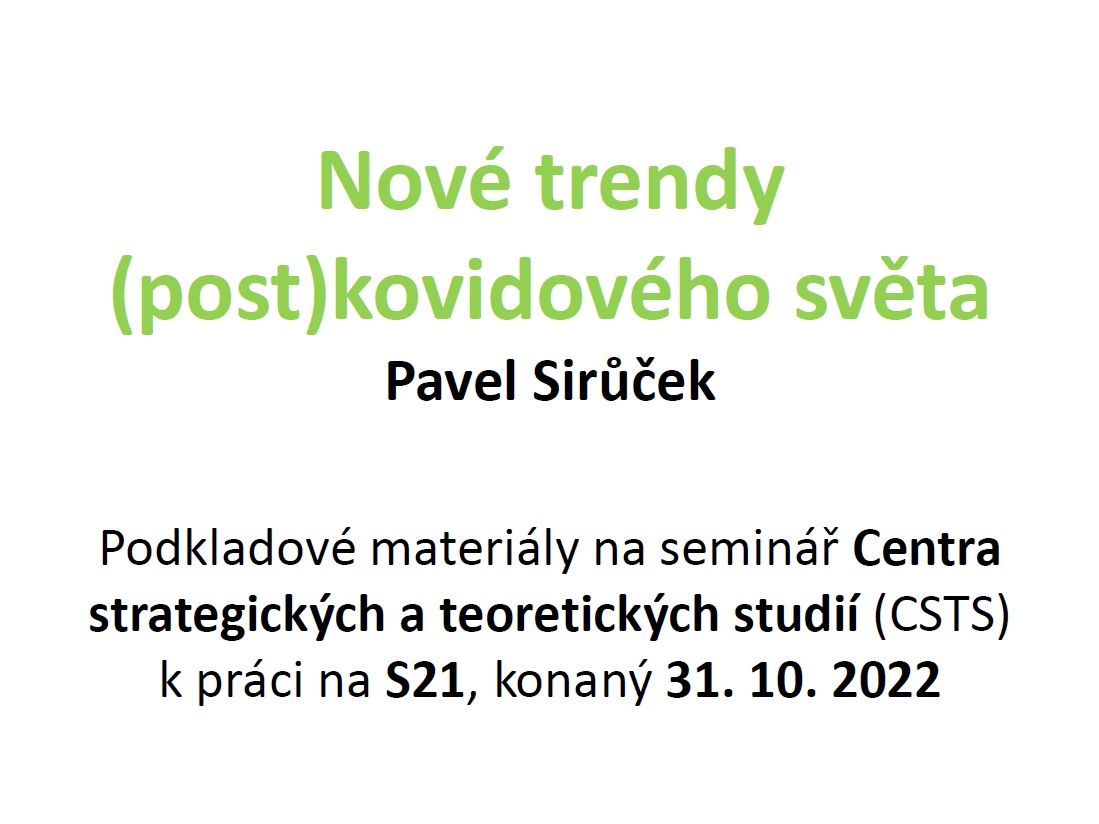 Nové trendy
(post)kovidového světa
Pavel Sirůček
Podkladové materiály na seminář Centra
strategických a teoretických studií (CSTS)
k práci na S21, konaný 31. 10. 2022